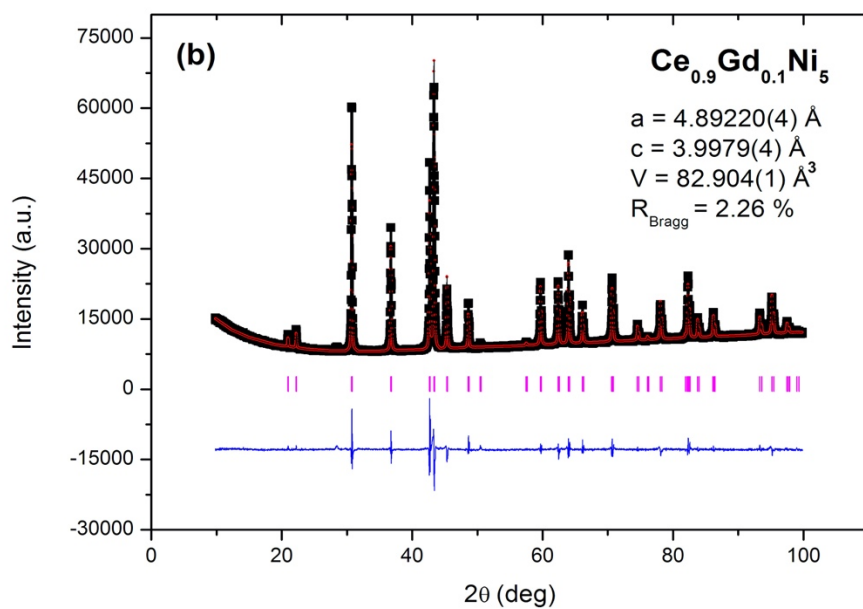 (b)
Ce₀.₉Gd₀.₁Ni₅
a = 4.89220(4) Å
c = 3.9979(4) Å
V = 82.904(1) Å³
R_Bragg = 2.26 %
Intensity (a.u.)
75000
60000
45000
30000
15000
0
-15000
-30000
0 20 40 60 80 100
2θ (deg)